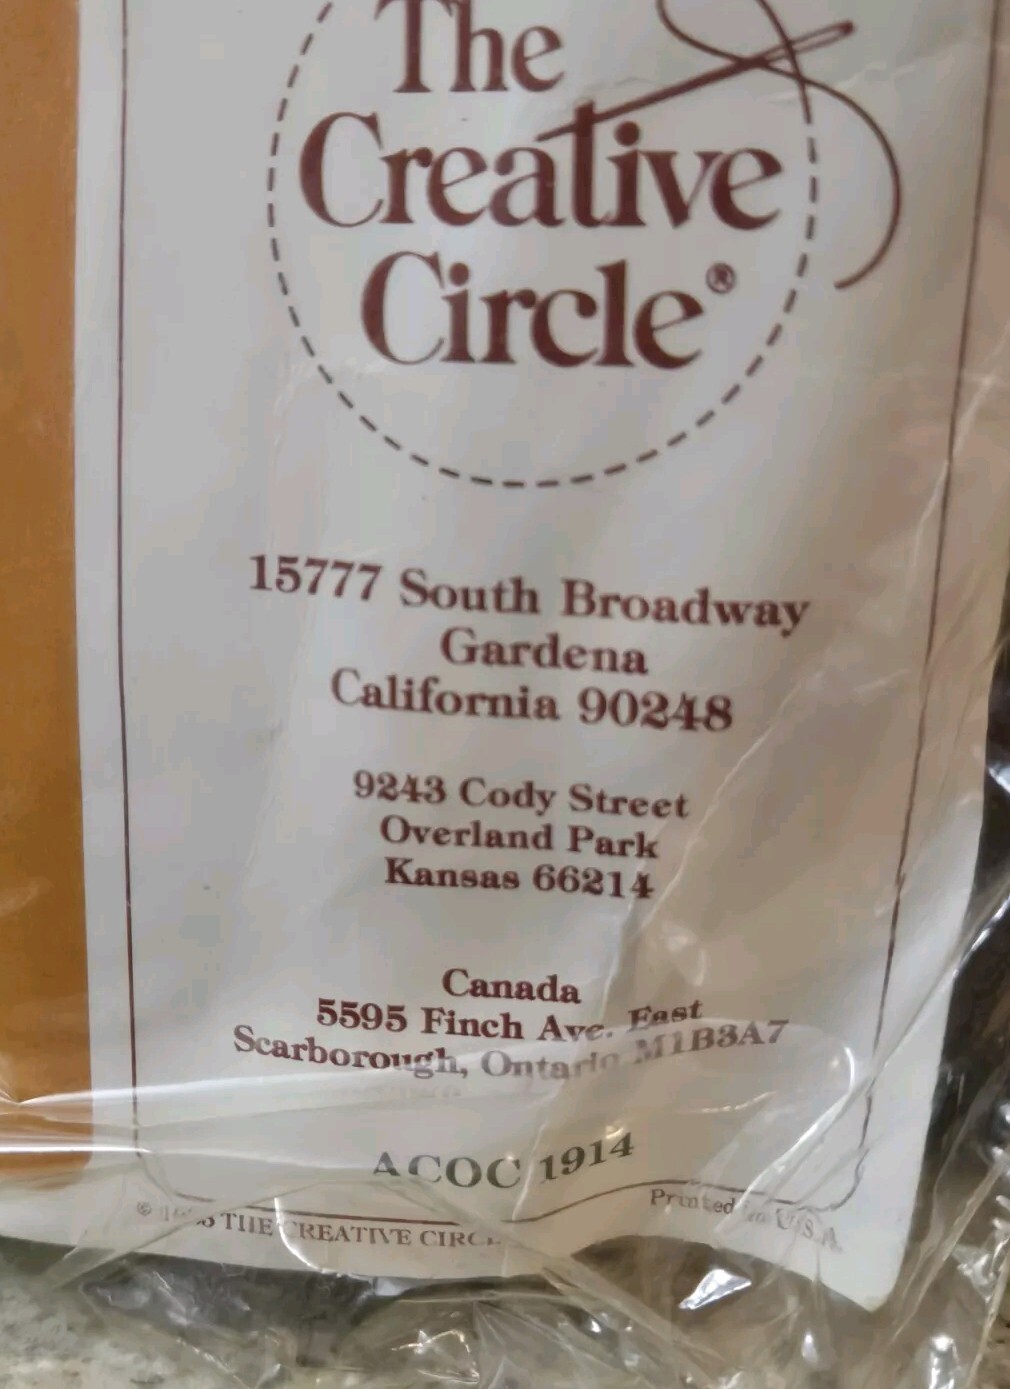 The
Creative
Circle®
15777 South Broadway
Gardena
California 90248
9243 Cody Street
Overland Park
Kansas 66214
Canada
5595 Finch Ave. East
Scarborough, Ontario M1B3A7
ACOC 1914
Printed in U.S.A.
© THE CREATIVE CIRCLE